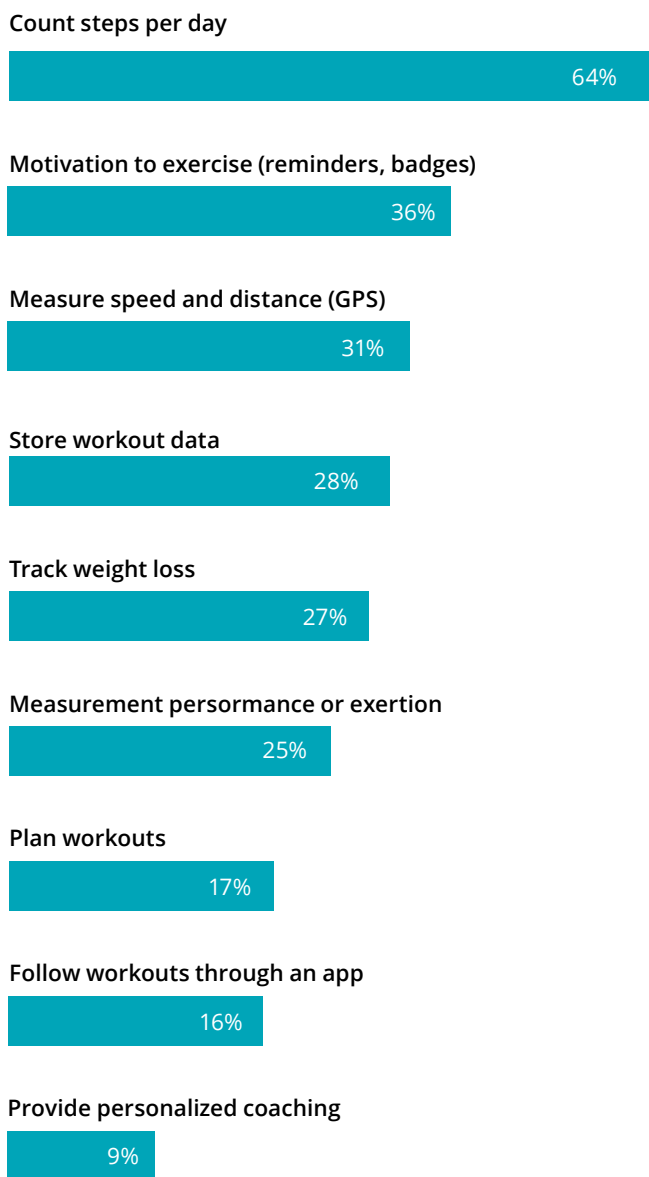 Count steps per day
64%
Motivation to exercise (reminders, badges)
36%
Measure speed and distance (GPS)
31%
Store workout data
28%
Track weight loss
27%
Measurement persormance or exertion
25%
Plan workouts
17%
Follow workouts through an app
16%
Provide personalized coaching
9%